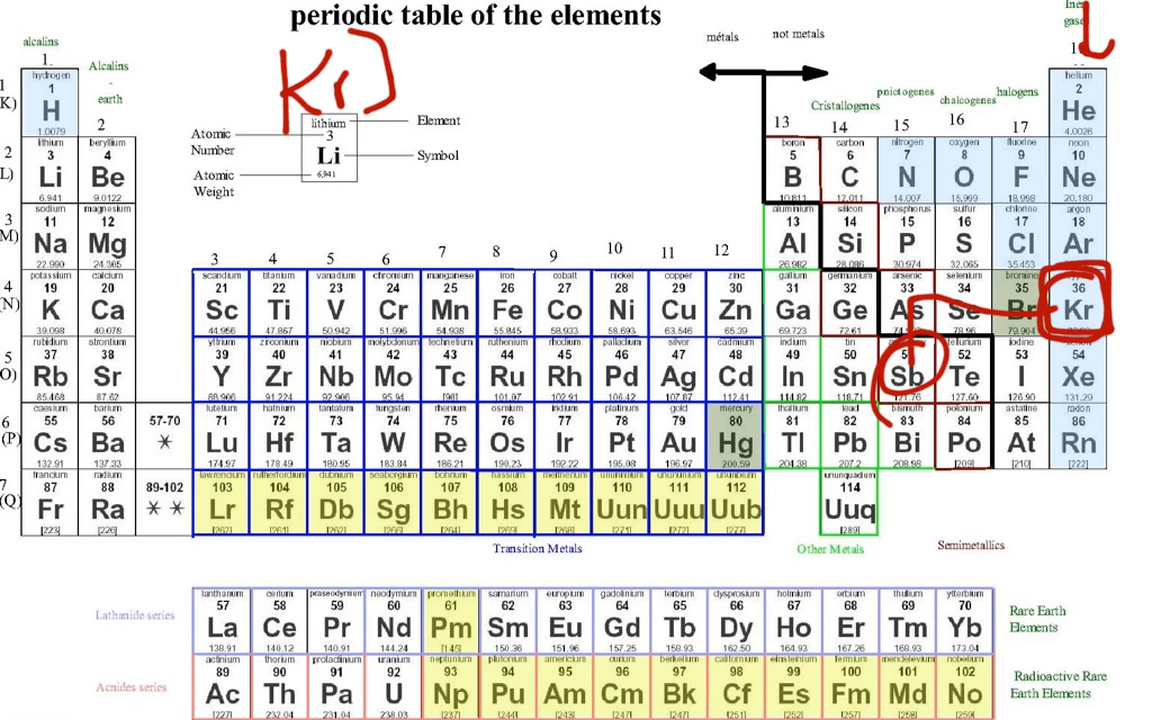 periodic table of the elements
métals not metals
alcalins
Alcalins
-
earth
Cristallogenes pnictogenes chalcogenes halogens
Kr
1. 2 3 4 5 6 7 8 9 10 11 12 13 14 15 16 17
Atomic Number
Atomic Weight
lithium
3
Li
6,941
Element
Symbol
1
K)
hydrogen helium
1 2
H He
1.0079 4.0026
2
L)
lithium beryllium boron carbon nitrogen oxygen fluorine neon
3 4 5 6 7 8 9 10
Li Be B C N O F Ne
6.941 9.0122 10.811 12.011 14.007 15.999 18.998 20.180
3
M)
sodium magnesium aluminium silicon phosphorus sulfur chlorine argon
11 12 13 14 15 16 17 18
Na Mg Al Si P S Cl Ar
22.990 24.305 26.982 28.086 30.974 32.065 35.453 39.948
4
(N)
potassium calcium scandium titanium vanadium chromium manganese iron cobalt nickel copper zinc gallium germanium arsenic selenium bromine
19 20 21 22 23 24 25 26 27 28 29 30 31 32 33 34 35 36
K Ca Sc Ti V Cr Mn Fe Co Ni Cu Zn Ga Ge As Se Br Kr
39.098 40.078 44.956 47.867 50.942 51.996 54.938 55.845 58.933 58.693 63.546 65.39 69.723 72.61 78.96 79.904
5
O)
rubidium strontium yttrium zirconium niobium molybdenum technetium ruthenium rhodium palladium silver cadmium indium tin tellurium iodine xenon
37 38 39 40 41 42 43 44 45 46 47 48 49 50 52 53 54
Rb Sr Y Zr Nb Mo Tc Ru Rh Pd Ag Cd In Sn Sb Te I Xe
85.468 87.62 88.906 91.224 92.906 95.94 [98] 101.07 102.91 106.42 107.87 112.41 114.82 118.71 121.76 127.60 126.90 131.29
6
(P)
caesium barium 57-70 lutetium hafnium tantalum tungsten rhenium osmium iridium platinum gold mercury thallium lead bismuth polonium astatine radon
55 56 * 71 72 73 74 75 76 77 78 79 80 81 82 83 84 85 86
Cs Ba Lu Hf Ta W Re Os Ir Pt Au Hg Tl Pb Bi Po At Rn
132.91 137.33 174.97 178.49 180.95 183.84 186.21 190.23 192.22 195.08 196.97 200.59 204.38 207.2 208.98 [209] [210] [222]
7
(Q)
francium radium 89-102 lawrencium rutherfordium dubnium seaborgium bohrium hassium meitnerium ununnilium unununium ununbium ununquadium
87 88 * * 103 104 105 106 107 108 109 110 111 112 114
Fr Ra Lr Rf Db Sg Bh Hs Mt Uun Uuu Uub Uuq
[223] [226] [262] [261] [262] [266] [264] [269] [268] [271] [272] [277] [289]
Transition Metals Other Metals Semimetallics
Lathanide series
lanthanum cerium praseodymium neodymium promethium samarium europium gadolinium terbium dysprosium holmium erbium thulium ytterbium
57 58 59 60 61 62 63 64 65 66 67 68 69 70
La Ce Pr Nd Pm Sm Eu Gd Tb Dy Ho Er Tm Yb
138.91 140.12 140.91 144.24 [145] 150.36 151.96 157.25 158.93 162.50 164.93 167.26 168.93 173.04
Rare Earth
Elements
Acnides series
actinium thorium protactinium uranium neptunium plutonium americium curium berkelium californium einsteinium fermium mendelevium nobelium
89 90 91 92 93 94 95 96 97 98 99 100 101 102
Ac Th Pa U Np Pu Am Cm Bk Cf Es Fm Md No
[227] 232.04 231.04 238.03 [237] [244] [243] [247] [247] [251] [252] [257] [258] [259]
Radioactive Rare
Earth Elements